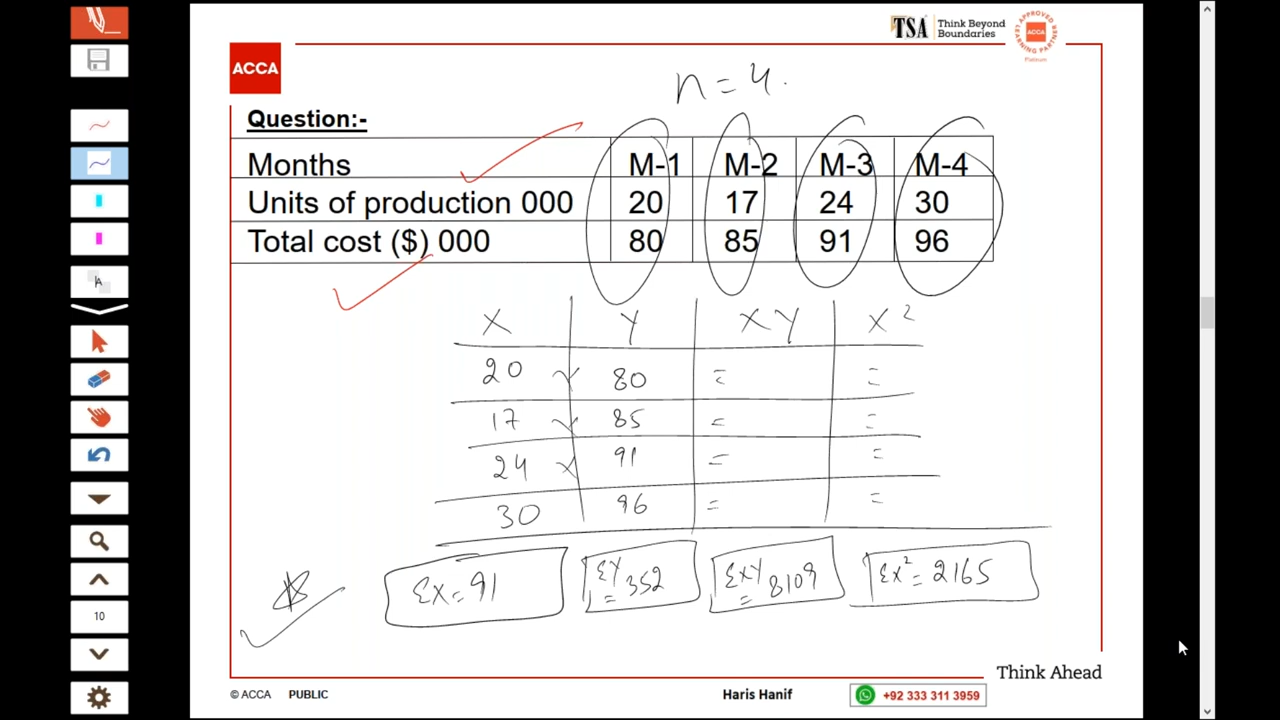 TSA Think Beyond Boundaries
APPROVED LEARNING PARTNER ACCA Platinum
ACCA
n = 4.
Question:-
Months M-1 M-2 M-3 M-4
Units of production 000 20 17 24 30
Total cost ($) 000 80 85 91 96
X Y XY X²
20 × 80 = =
17 × 85 = =
24 × 91 = =
30 96 = =
ΣX = 91 ΣY = 352 ΣXY = 8109 ΣX² = 2165
A
10
Think Ahead
© ACCA PUBLIC Haris Hanif +92 333 311 3959